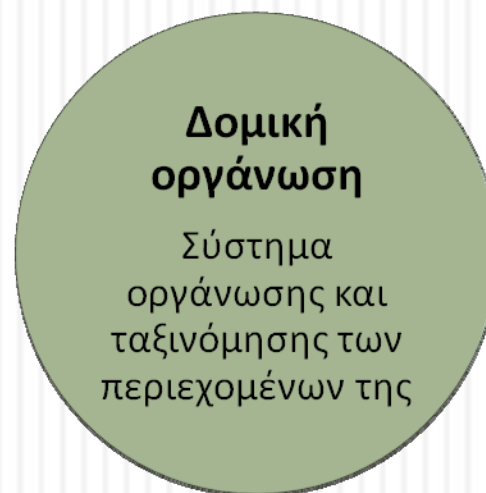 Δομική
οργάνωση
Σύστημα
οργάνωσης και
ταξινόμησης των
περιεχομένων της